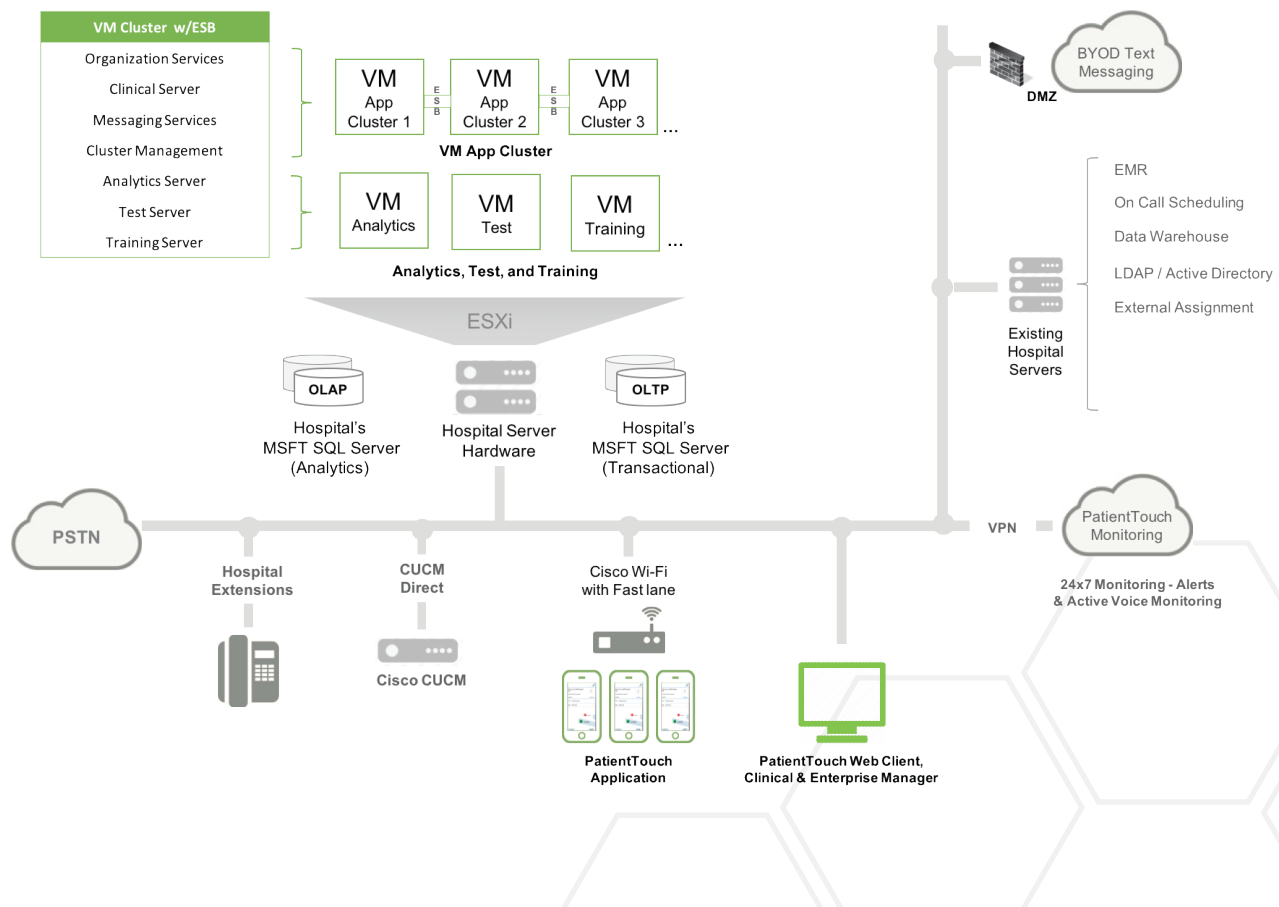 VM Cluster w/ESB
Organization Services
Clinical Server
Messaging Services
Cluster Management
Analytics Server
Test Server
Training Server
VM
App
Cluster 1
E
S
B
VM
App
Cluster 2
E
S
B
VM
App
Cluster 3
...
VM App Cluster
VM
Analytics
VM
Test
VM
Training
...
Analytics, Test, and Training
ESXi
OLAP
Hospital's
MSFT SQL Server
(Analytics)
Hospital Server
Hardware
OLTP
Hospital's
MSFT SQL Server
(Transactional)
BYOD Text
Messaging
DMZ
EMR
On Call Scheduling
Data Warehouse
LDAP / Active Directory
External Assignment
Existing
Hospital
Servers
PSTN
VPN
PatientTouch
Monitoring
24x7 Monitoring - Alerts
& Active Voice Monitoring
Hospital
Extensions
CUCM
Direct
Cisco CUCM
Cisco Wi-Fi
with Fast lane
PatientTouch
Application
PatientTouch Web Client,
Clinical & Enterprise Manager